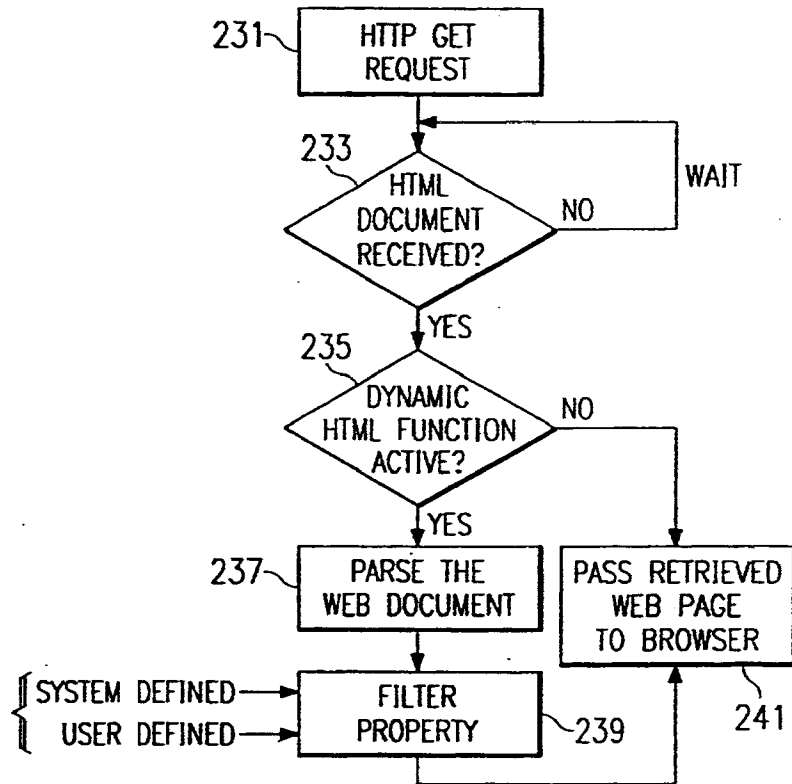 231
HTTP GET
REQUEST
233
HTML
DOCUMENT
RECEIVED?
NO
WAIT
YES
235
DYNAMIC
HTML FUNCTION
ACTIVE?
NO
YES
237
PARSE THE
WEB DOCUMENT
PASS RETRIEVED
WEB PAGE
TO BROWSER
241
SYSTEM DEFINED
USER DEFINED
FILTER
PROPERTY
239